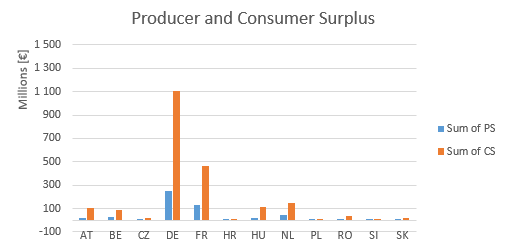 Producer and Consumer Surplus
Millions [€]
1 500
1 300
1 100
900
700
500
300
100
-100
AT BE CZ DE FR HR HU NL PL RO SI SK
Sum of PS
Sum of CS